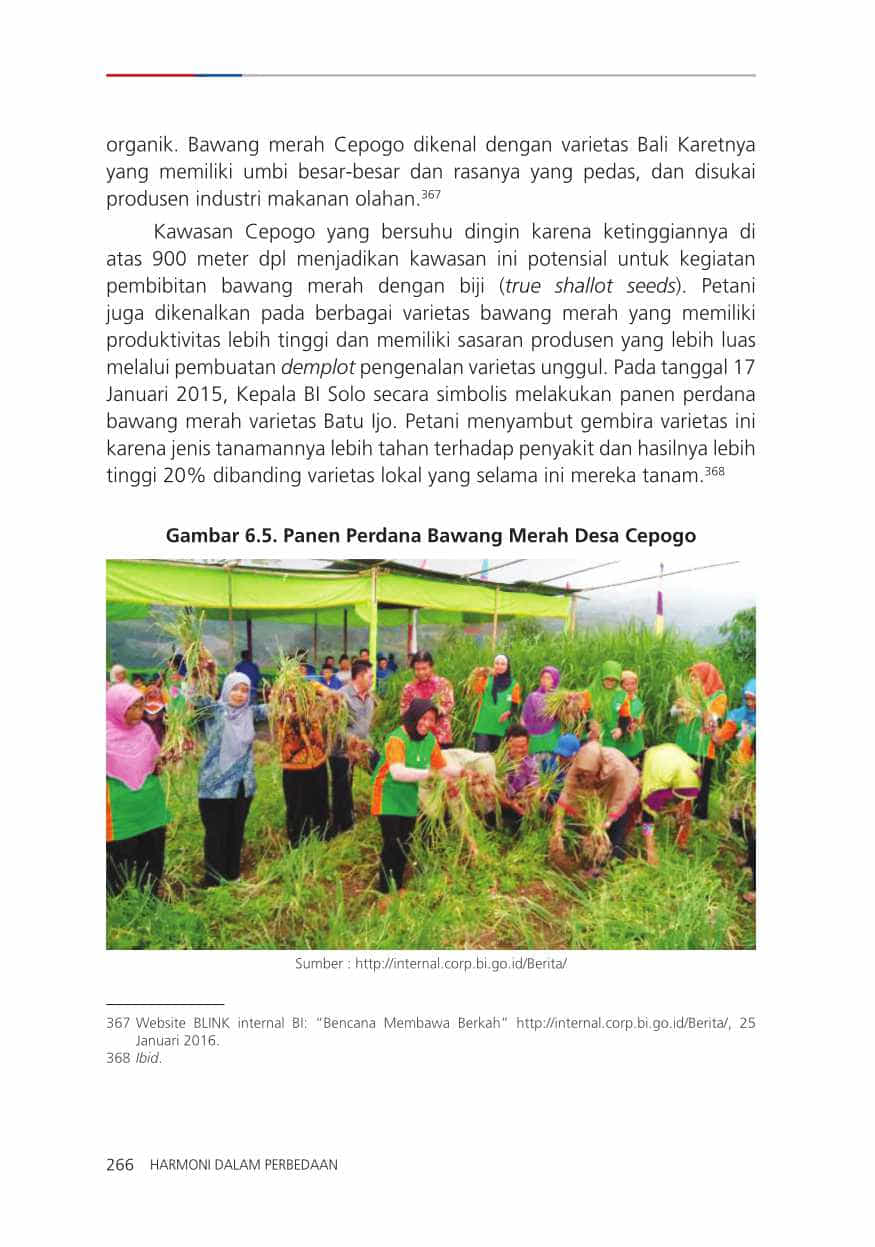 organik. Bawang merah Cepogo dikenal dengan varietas Bali Karetnya
yang memiliki umbi besar-besar dan rasanya yang pedas, dan disukai
produsen industri makanan olahan.367
Kawasan Cepogo yang bersuhu dingin karena ketinggiannya di
atas 900 meter dpl menjadikan kawasan ini potensial untuk kegiatan
pembibitan bawang merah dengan biji (true shallot seeds). Petani
juga dikenalkan pada berbagai varietas bawang merah yang memiliki
produktivitas lebih tinggi dan memiliki sasaran produsen yang lebih luas
melalui pembuatan demplot pengenalan varietas unggul. Pada tanggal 17
Januari 2015, Kepala BI Solo secara simbolis melakukan panen perdana
bawang merah varietas Batu Ijo. Petani menyambut gembira varietas ini
karena jenis tanamannya lebih tahan terhadap penyakit dan hasilnya lebih
tinggi 20% dibanding varietas lokal yang selama ini mereka tanam.368
Gambar 6.5. Panen Perdana Bawang Merah Desa Cepogo
Sumber : http://internal.corp.bi.go.id/Berita/
367 Website BLINK internal BI: “Bencana Membawa Berkah” http://internal.corp.bi.go.id/Berita/, 25
Januari 2016.
368 Ibid.
266 HARMONI DALAM PERBEDAAN